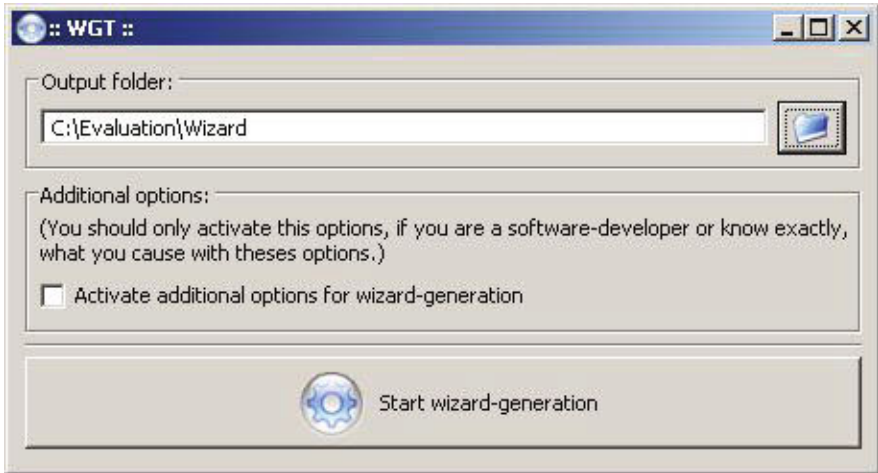 :: WGT ::
Output folder:
C:\Evaluation\Wizard
Additional options:
(You should only activate this options, if you are a software-developer or know exactly,
what you cause with theses options.)
Activate additional options for wizard-generation
Start wizard-generation